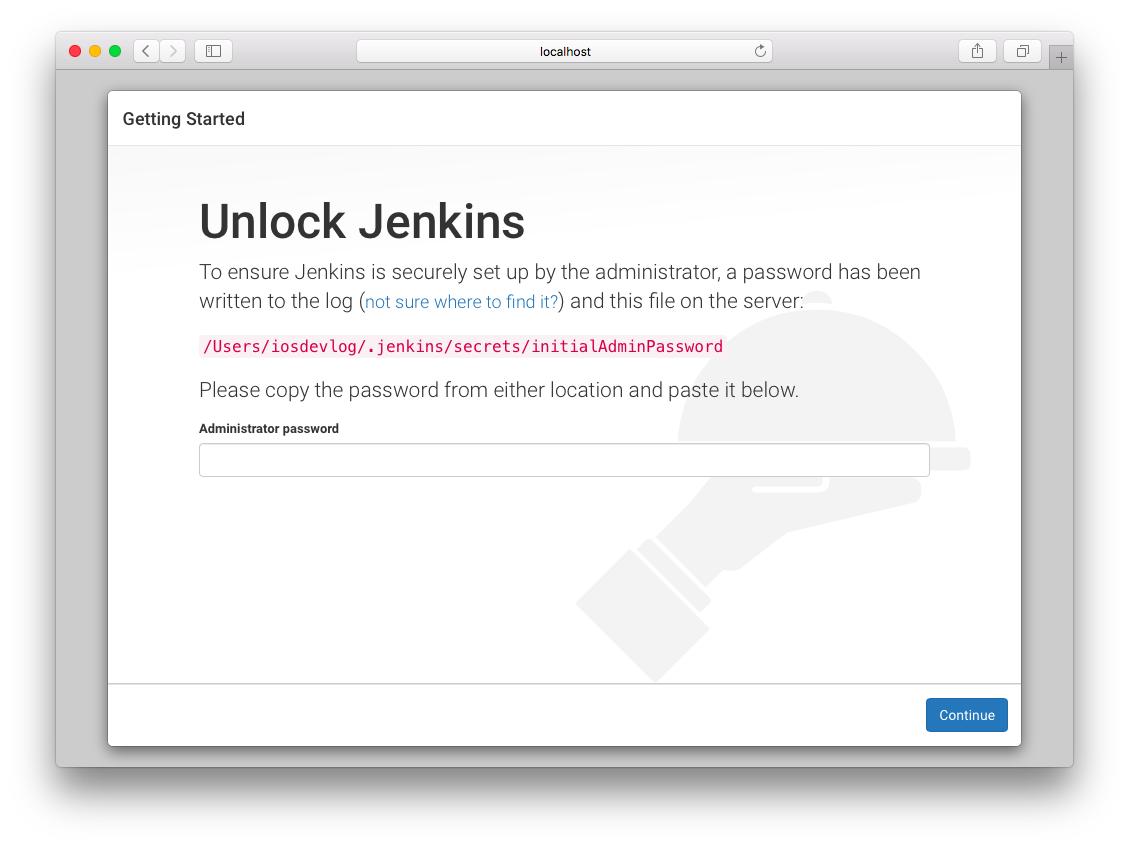 localhost
Getting Started
Unlock Jenkins
To ensure Jenkins is securely set up by the administrator, a password has been
written to the log (not sure where to find it?) and this file on the server:
/Users/iosdevlog/.jenkins/secrets/initialAdminPassword
Please copy the password from either location and paste it below.
Administrator password
Continue